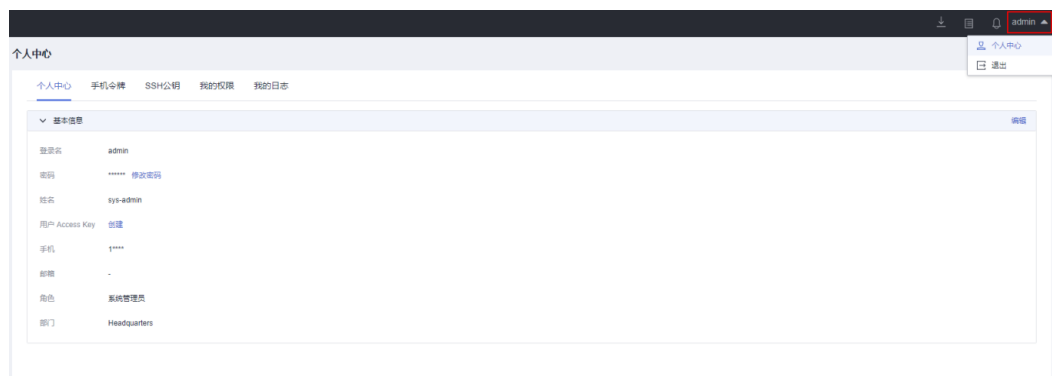 admin
个人中心
退出
个人中心
个人中心 手机令牌 SSH公钥 我的权限 我的日志
基本信息 编辑
登录名 admin
密码 ****** 修改密码
姓名 sys-admin
用户 Access Key 创建
手机 1****
邮箱 -
角色 系统管理员
部门 Headquarters